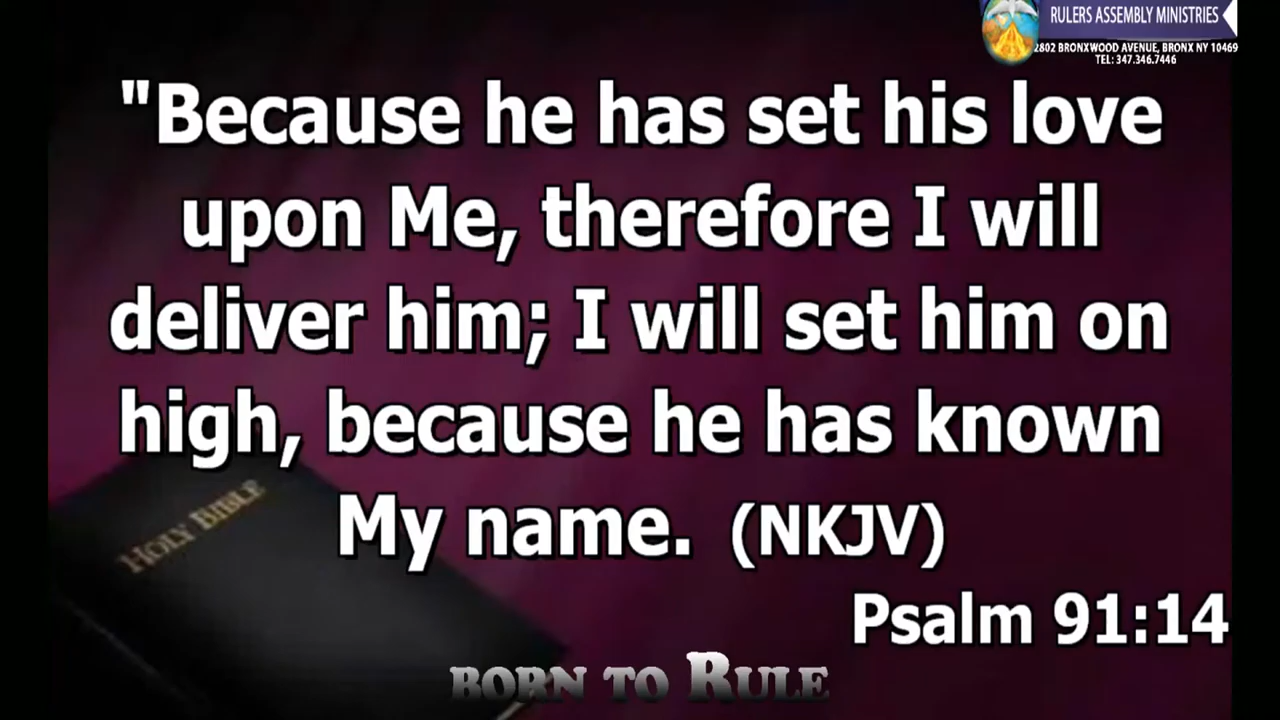 RULERS ASSEMBLY MINISTRIES
2802 BRONXWOOD AVENUE, BRONX NY 10469
TEL: 347.346.7446
"Because he has set his love
upon Me, therefore I will
deliver him; I will set him on
high, because he has known
My name. (NKJV)
Psalm 91:14
HOLY BIBLE
BORN TO RULE